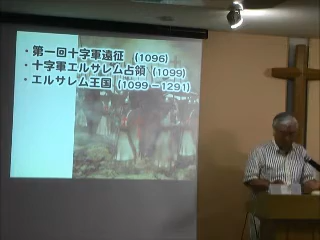 ・第一回十字軍遠征 (1096)
・十字軍エルサレム占領 (1099)
・エルサレム王国 (1099 －1291)